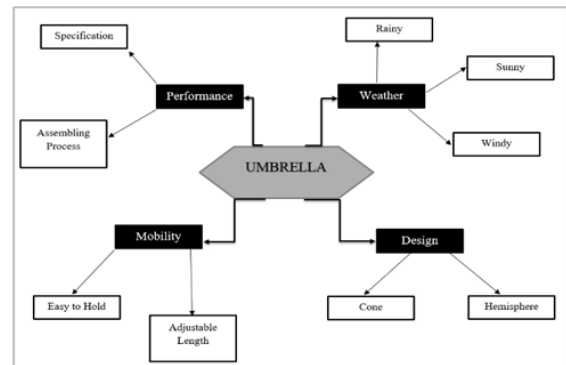 Rainy
Specification
Sunny
Performance
Weather
Assembling
Process
Windy
UMBRELLA
Mobility
Design
Easy to Hold
Cone
Hemisphere
Adjustable
Length